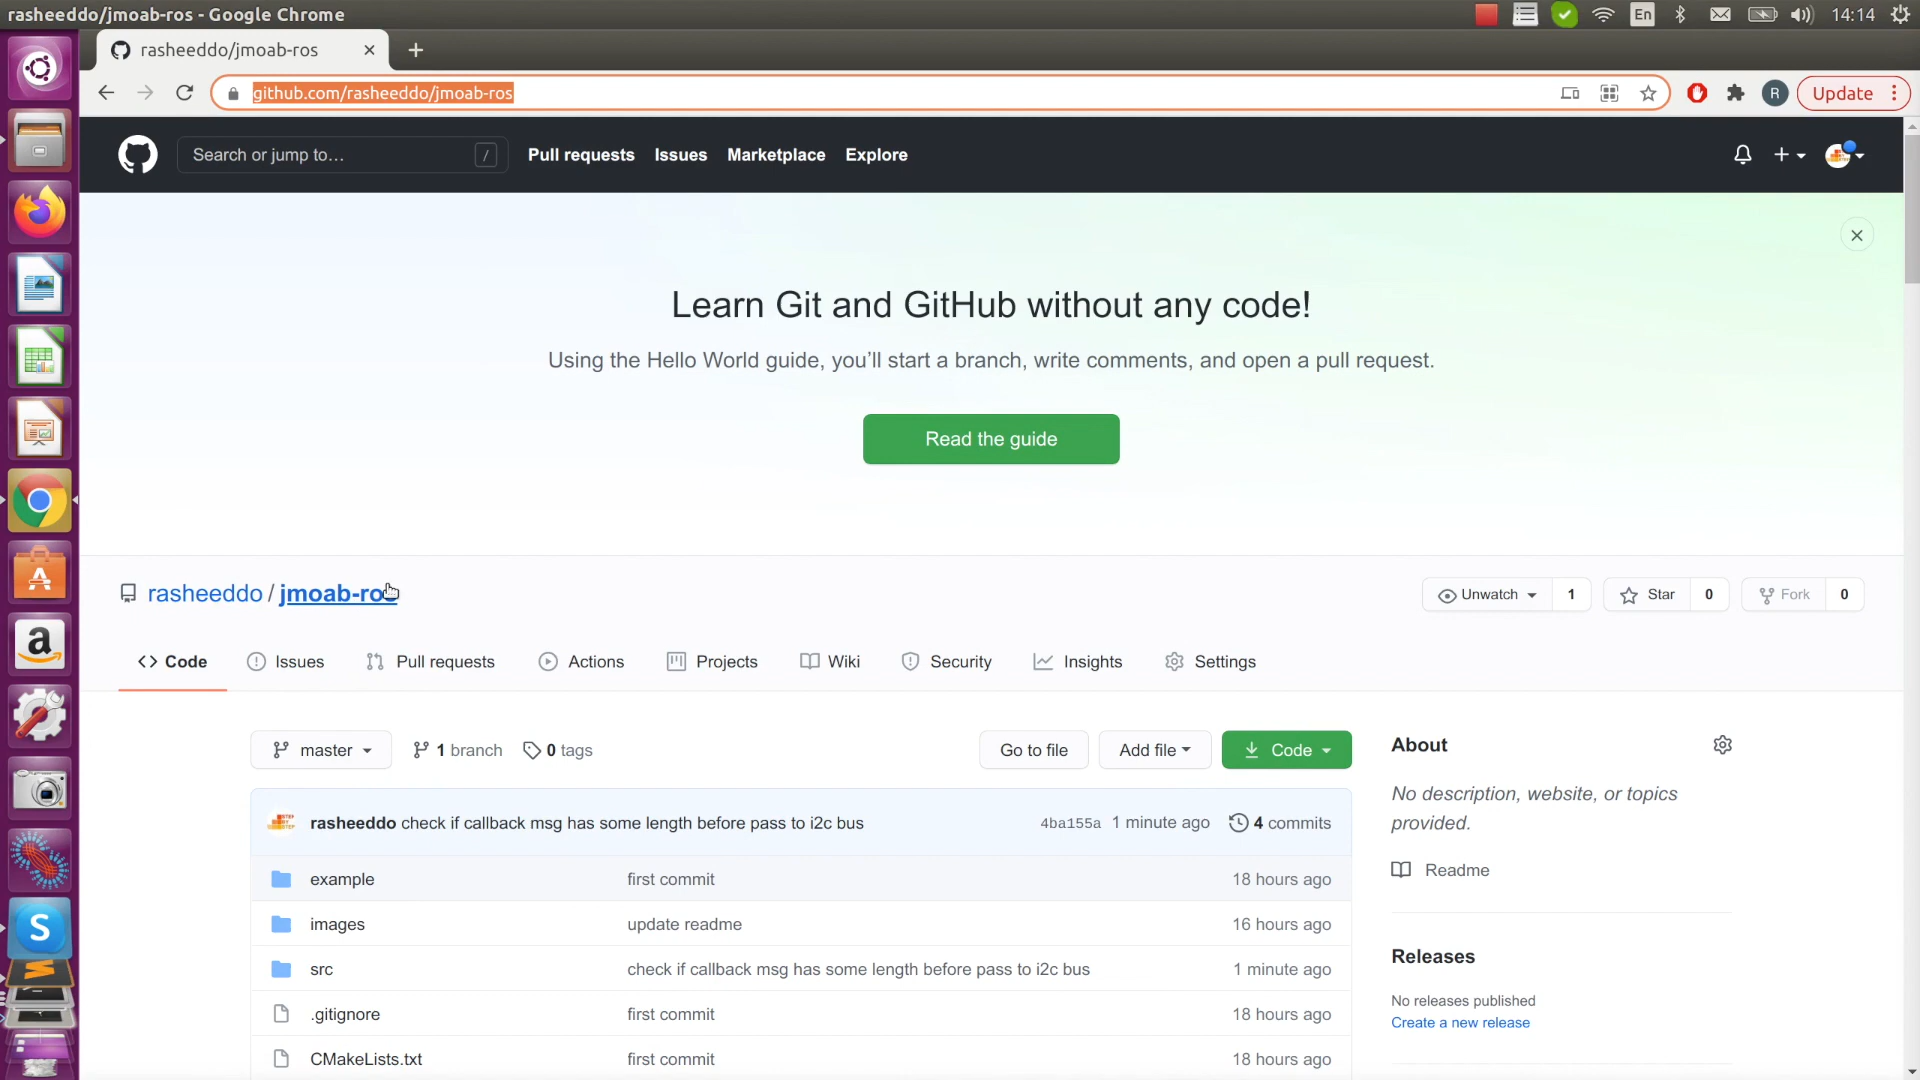 rasheeddo/jmoab-ros - Google Chrome
En
14:14
rasheeddo/jmoab-ros
github.com/rasheeddo/jmoab-ros
R
Update
Search or jump to…
/
Pull requests
Issues
Marketplace
Explore
Learn Git and GitHub without any code!
Using the Hello World guide, you’ll start a branch, write comments, and open a pull request.
Read the guide
rasheeddo / jmoab-ros
Unwatch 1
Star 0
Fork 0
Code
Issues
Pull requests
Actions
Projects
Wiki
Security
Insights
Settings
master
1 branch
0 tags
Go to file
Add file
Code
About
No description, website, or topics
provided.
Readme
rasheeddo check if callback msg has some length before pass to i2c bus 4ba155a 1 minute ago 4 commits
example first commit 18 hours ago
images update readme 16 hours ago
src check if callback msg has some length before pass to i2c bus 1 minute ago
.gitignore first commit 18 hours ago
CMakeLists.txt first commit 18 hours ago
Releases
No releases published
Create a new release